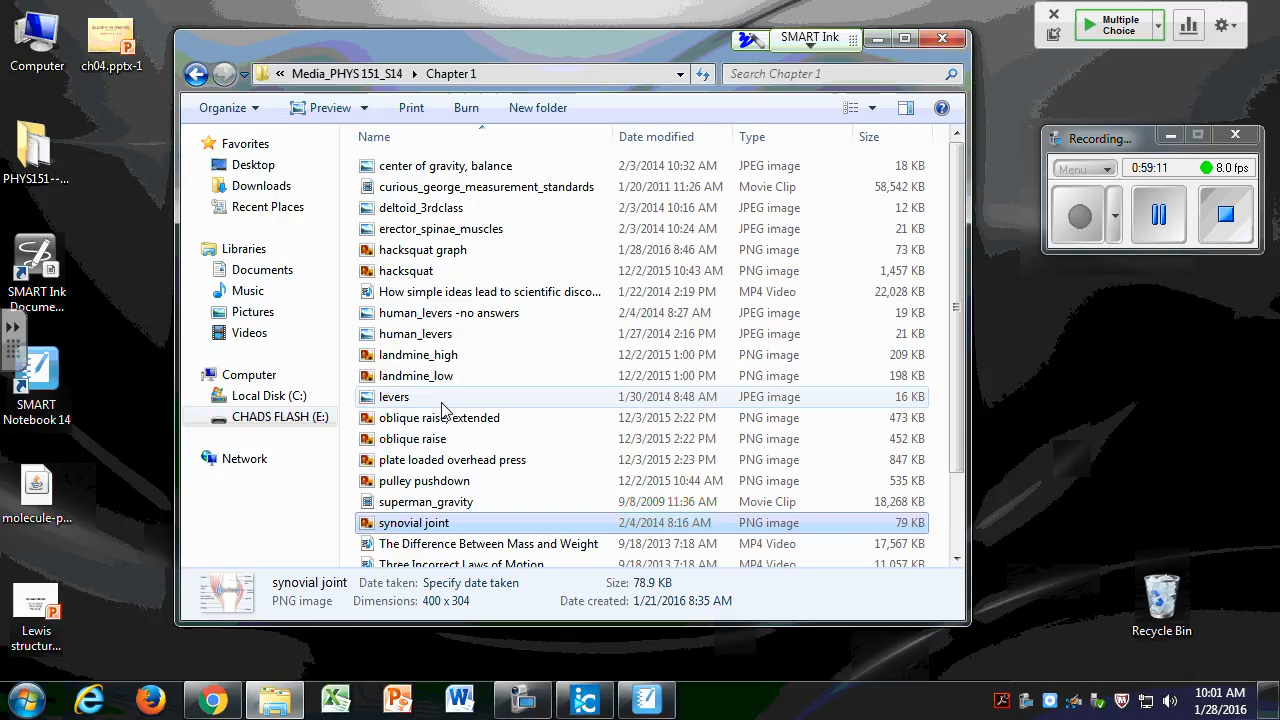 Computer
ch04.pptx-1
PHYS151--...
SMART Ink
Docume...
SMART
Notebook 14
molecule-p...
Lewis
structur...
SMART Ink
Media_PHYS 151_S14
Chapter 1
Search Chapter 1
Organize
Preview
Print
Burn
New folder
Name
Date modified
Type
Size
Favorites
Desktop
Downloads
Recent Places
Libraries
Documents
Music
Pictures
Videos
Computer
Local Disk (C:)
CHADS FLASH (E:)
Network
center of gravity, balance 2/3/2014 10:32 AM JPEG image 18 KB
curious_george_measurement_standards 1/20/2011 11:26 AM Movie Clip 58,542 KB
deltoid_3rdclass 2/3/2014 10:16 AM JPEG image 12 KB
erector_spinae_muscles 2/3/2014 10:24 AM JPEG image 21 KB
hacksquat graph 1/28/2016 8:46 AM PNG image 73 KB
hacksquat 12/2/2015 10:43 AM PNG image 1,457 KB
How simple ideas lead to scientific disco... 1/22/2014 2:19 PM MP4 Video 22,028 KB
human_levers -no answers 2/4/2014 8:27 AM JPEG image 19 KB
human_levers 1/27/2014 2:16 PM JPEG image 21 KB
landmine_high 12/2/2015 1:00 PM PNG image 209 KB
landmine_low 12/2/2015 1:00 PM PNG image 198 KB
levers 1/30/2014 8:48 AM JPEG image 16 KB
oblique raise extended 12/3/2015 2:22 PM PNG image 473 KB
oblique raise 12/3/2015 2:22 PM PNG image 452 KB
plate loaded overhead press 12/3/2015 2:23 PM PNG image 847 KB
pulley pushdown 12/2/2015 10:44 AM PNG image 535 KB
superman_gravity 9/8/2009 11:36 AM Movie Clip 18,268 KB
synovial joint 2/4/2014 8:16 AM PNG image 79 KB
The Difference Between Mass and Weight 9/18/2013 7:18 AM MP4 Video 17,567 KB
Three Incorrect Laws of Motion 9/18/2013 7:18 AM MP4 Video 11,057 KB
synovial joint Date taken: Specify date taken Size: 78.9 KB
PNG image Dimensions: 400 x 304 Date created: 1/21/2016 8:35 AM
Multiple
Choice
Recording...
Menu
0:59:11
8.0 fps
Recycle Bin
10:01 AM
1/28/2016